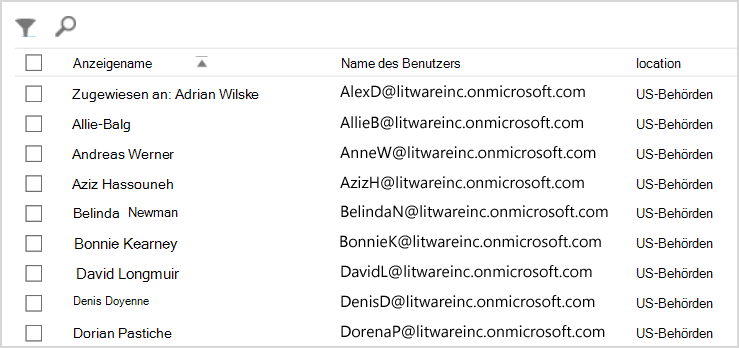 Anzeigename Name des Benutzers location
Zugewiesen an: Adrian Wilske AlexD@litwareinc.onmicrosoft.com US-Behörden
Allie-Balg AllieB@litwareinc.onmicrosoft.com US-Behörden
Andreas Werner AnneW@litwareinc.onmicrosoft.com US-Behörden
Aziz Hassouneh AzizH@litwareinc.onmicrosoft.com US-Behörden
Belinda Newman BelindaN@litwareinc.onmicrosoft.com US-Behörden
Bonnie Kearney BonnieK@litwareinc.onmicrosoft.com US-Behörden
David Longmuir DavidL@litwareinc.onmicrosoft.com US-Behörden
Denis Doyenne DenisD@litwareinc.onmicrosoft.com US-Behörden
Dorian Pastiche DorenaP@litwareinc.onmicrosoft.com US-Behörden